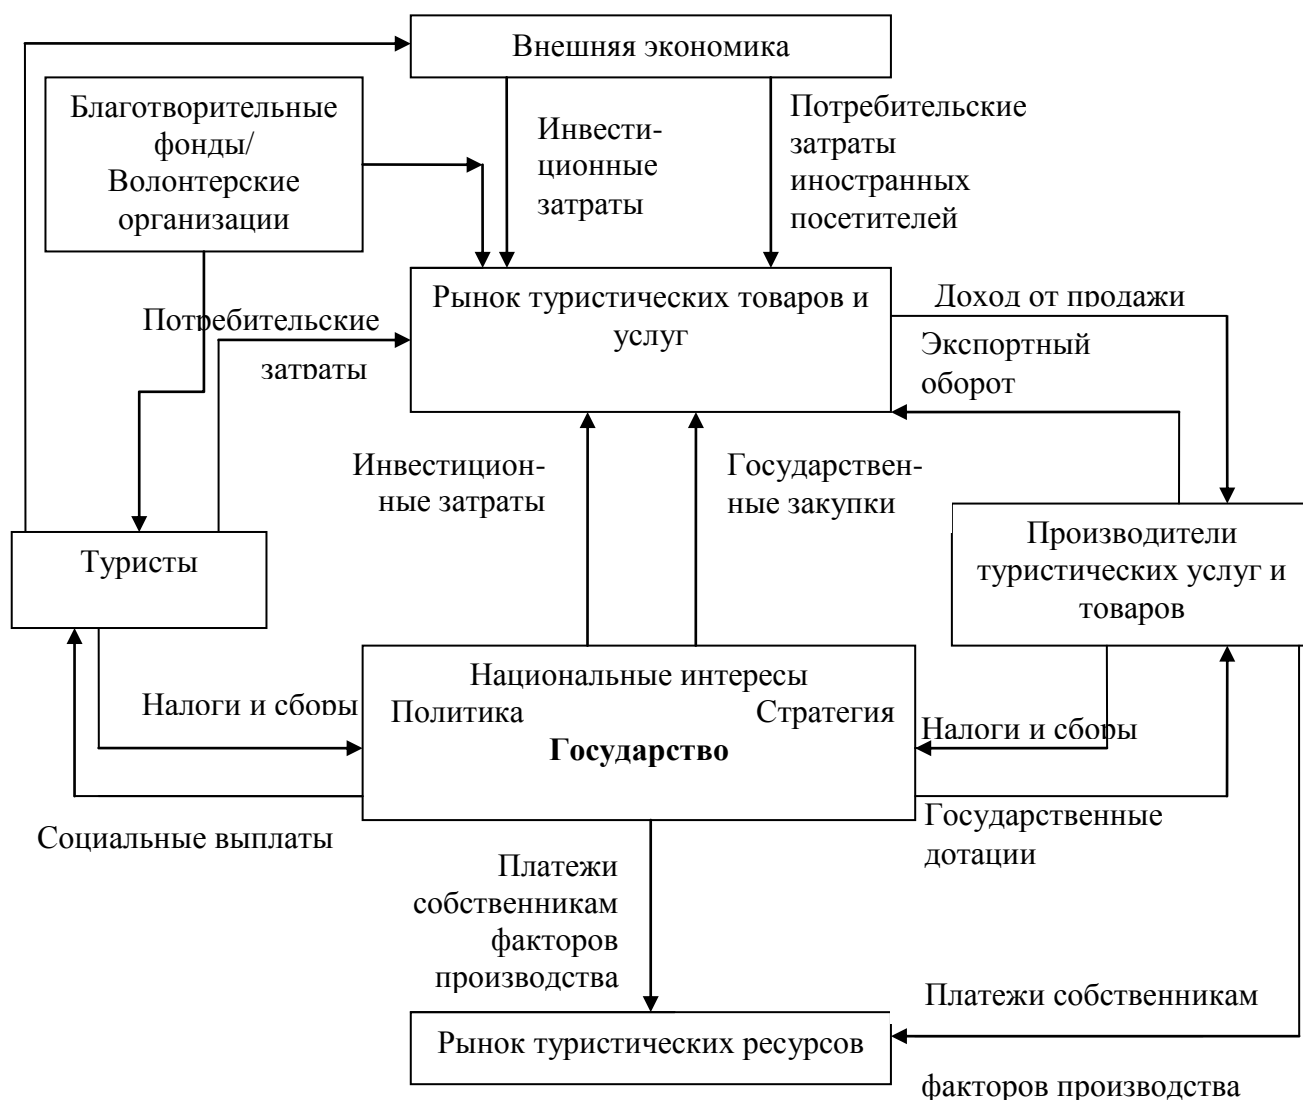 Внешняя экономика
Благотворительные
фонды/
Волонтерские
организации
Инвести-
ционные
затраты
Потребительские
затраты
иностранных
посетителей
Рынок туристических товаров и
услуг
Доход от продажи
Экспортный
оборот
Потребительские
затраты
Инвестицион-
ные затраты
Государствен-
ные закупки
Туристы
Производители
туристических услуг и
товаров
Национальные интересы
Политика Стратегия
Государство
Налоги и сборы
Налоги и сборы
Социальные выплаты
Государственные
дотации
Платежи
собственникам
факторов
производства
Платежи собственникам
факторов производства
Рынок туристических ресурсов